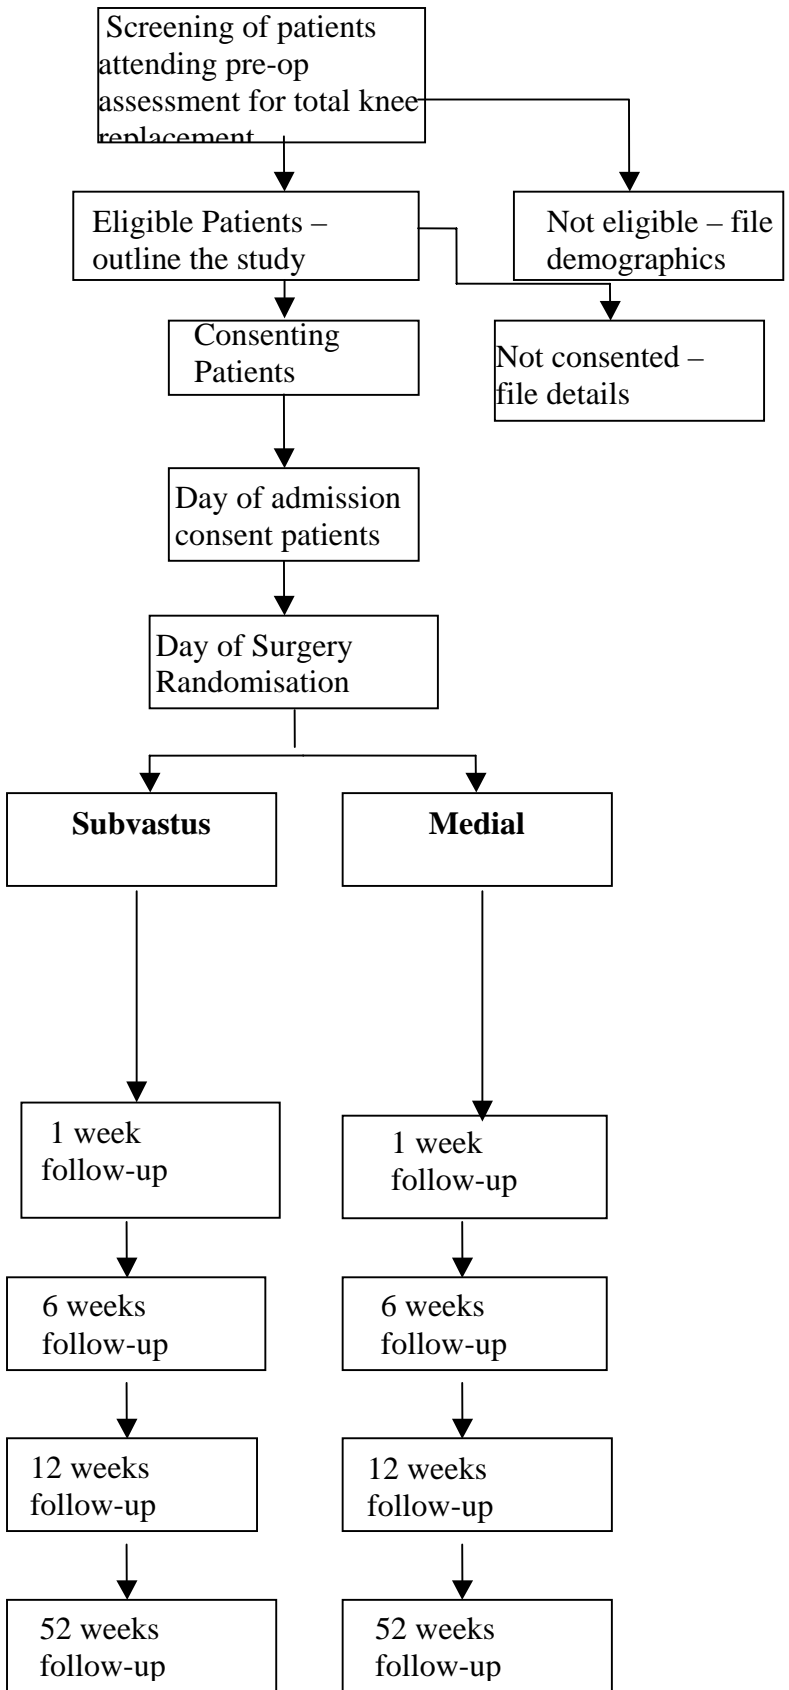 Screening of patients
attending pre-op
assessment for total knee
replacement
Eligible Patients –
outline the study
Not eligible – file
demographics
Consenting
Patients
Not consented –
file details
Day of admission
consent patients
Day of Surgery
Randomisation
Subvastus
Medial
1 week
follow-up
1 week
follow-up
6 weeks
follow-up
6 weeks
follow-up
12 weeks
follow-up
12 weeks
follow-up
52 weeks
follow-up
52 weeks
follow-up